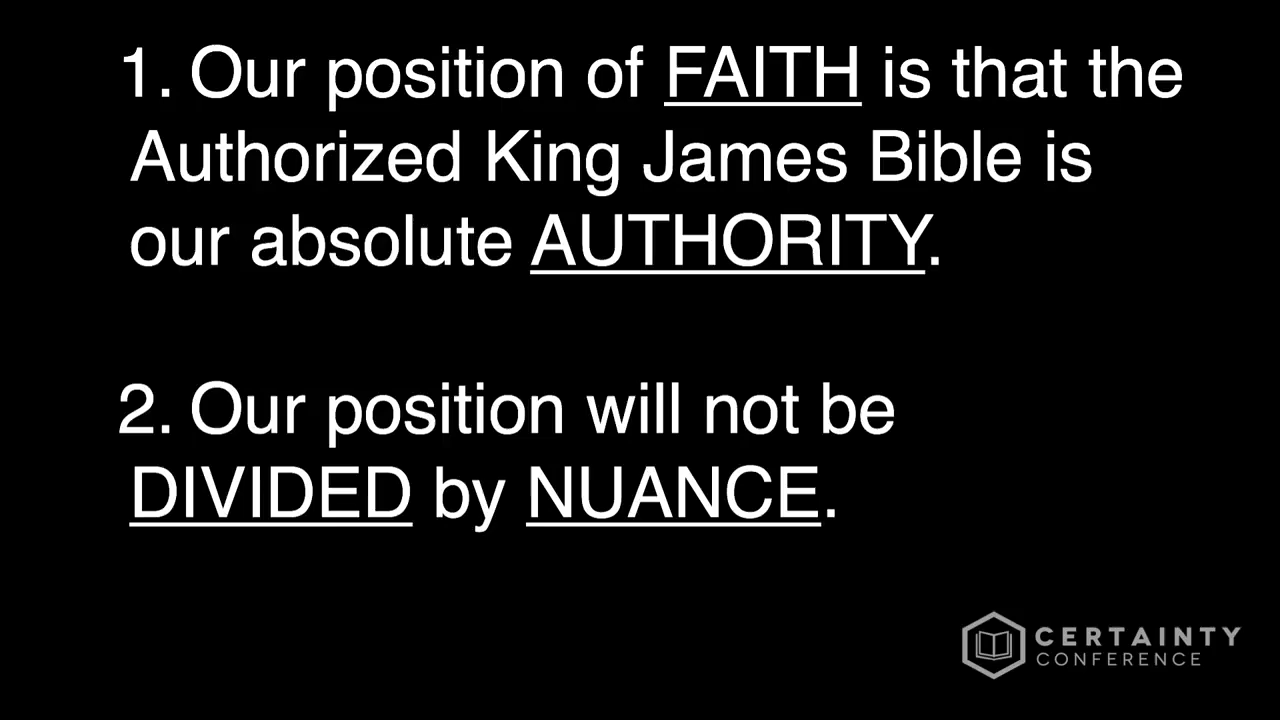 1. Our position of FAITH is that the
Authorized King James Bible is
our absolute AUTHORITY.
2. Our position will not be
DIVIDED by NUANCE.
CERTAINTY
CONFERENCE